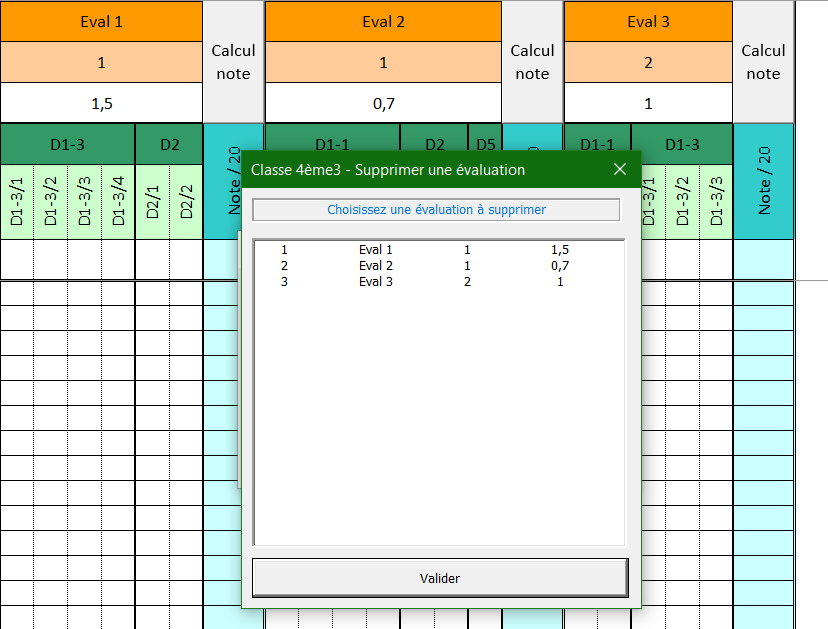 Eval 1
Calcul note
Eval 2
Calcul note
Eval 3
Calcul note
1
1
2
1,5
0,7
1
D1-3
D2
D1-1
D2
D5
D1-1
D1-3
D1-3/1
D1-3/2
D1-3/3
D1-3/4
D2/1
D2/2
Note / 20
D1-3/1
D1-3/2
D1-3/3
Note / 20
Classe 4ème3 - Supprimer une évaluation
Choisissez une évaluation à supprimer
1 Eval 1 1 1,5
2 Eval 2 1 0,7
3 Eval 3 2 1
Valider